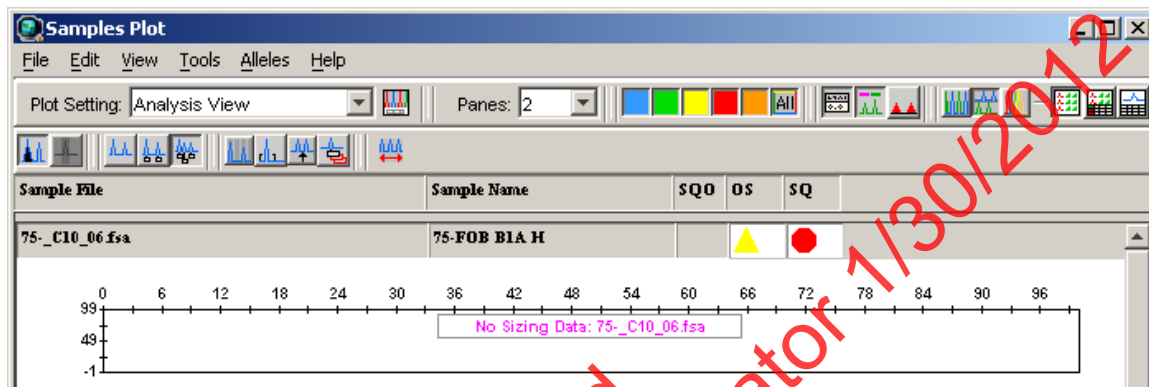 Samples Plot
File Edit View Tools Alleles Help
Plot Setting: Analysis View Panes: 2 All
Sample File Sample Name SQO OS SQ
75-_C10_06.fsa 75-FOB B1A H
0 6 12 18 24 30 36 42 48 54 60 66 72 78 84 90 96
99
No Sizing Data: 75-_C10_06.fsa
49
-1
ator 1/30/2012